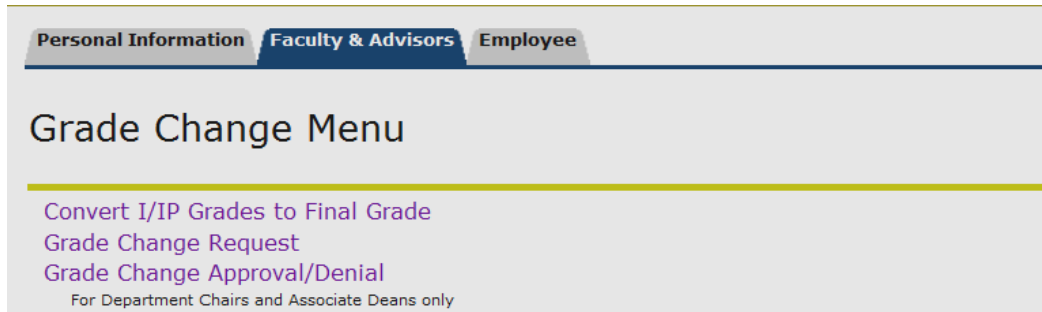 Personal Information Faculty & Advisors Employee
Grade Change Menu
Convert I/IP Grades to Final Grade
Grade Change Request
Grade Change Approval/Denial
For Department Chairs and Associate Deans only